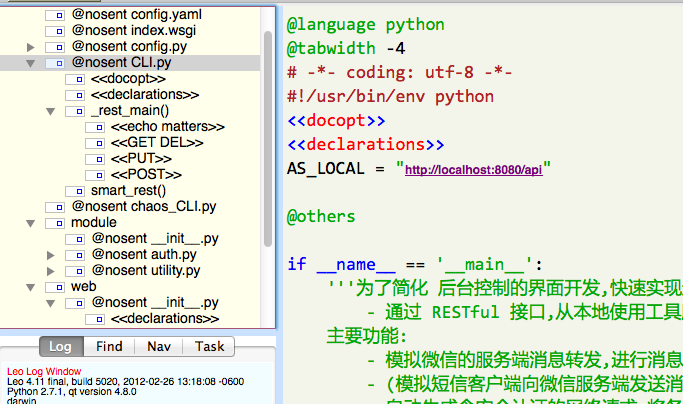 @nosent config.yaml
@nosent index.wsgi
@nosent config.py
@nosent CLI.py
<<docopt>>
<<declarations>>
_rest_main()
<<echo matters>>
<<GET DEL>>
<<PUT>>
<<POST>>
smart_rest()
@nosent chaos_CLI.py
module
@nosent __init__.py
@nosent auth.py
@nosent utility.py
web
@nosent __init__.py
<<declarations>>
Log Find Nav Task
Leo Log Window
Leo 4.11 final, build 5020, 2012-02-26 13:18:08 -0600
Python 2.7.1, qt version 4.8.0
darwin
@language python
@tabwidth -4
# -*- coding: utf-8 -*-
#!/usr/bin/env python
<<docopt>>
<<declarations>>
AS_LOCAL = "http://localhost:8080/api"
@others
if __name__ == '__main__':
'''为了简化 后台控制的界面开发,快速实现
- 通过 RESTful 接口,从本地使用工具
主要功能:
- 模拟微信的服务端消息转发,进行消息
- (模拟短信客户端向微信服务端发送消